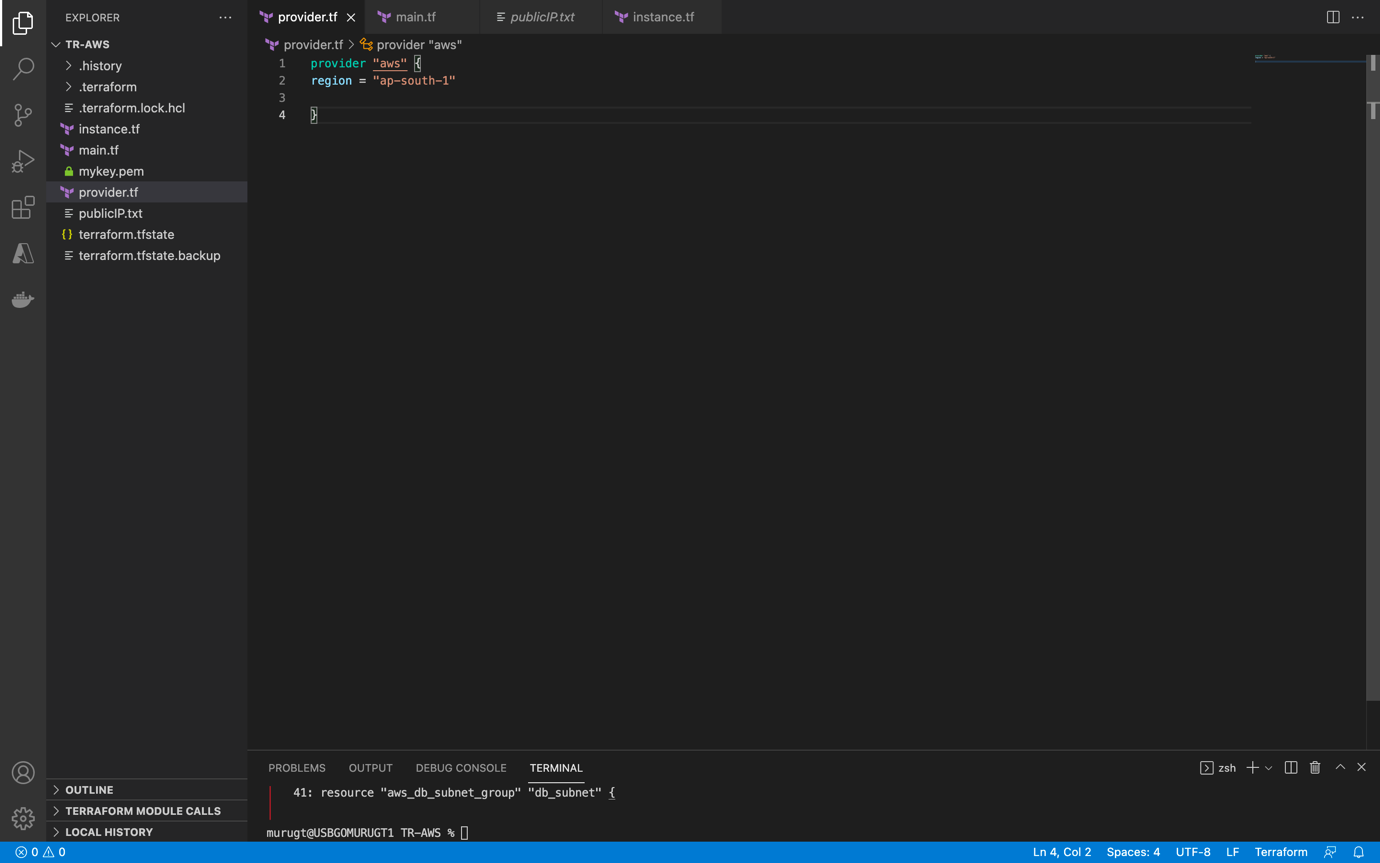 EXPLORER
TR-AWS
.history
.terraform
.terraform.lock.hcl
instance.tf
main.tf
mykey.pem
provider.tf
publicIP.txt
terraform.tfstate
terraform.tfstate.backup
OUTLINE
TERRAFORM MODULE CALLS
LOCAL HISTORY
provider.tf main.tf publicIP.txt instance.tf
provider.tf > provider "aws"
1 provider "aws" {
2 region = "ap-south-1"
3
4 }
PROBLEMS OUTPUT DEBUG CONSOLE TERMINAL zsh
41: resource "aws_db_subnet_group" "db_subnet" {
murugt@USBGOMURUGT1 TR-AWS %
0 0 Ln 4, Col 2 Spaces: 4 UTF-8 LF Terraform